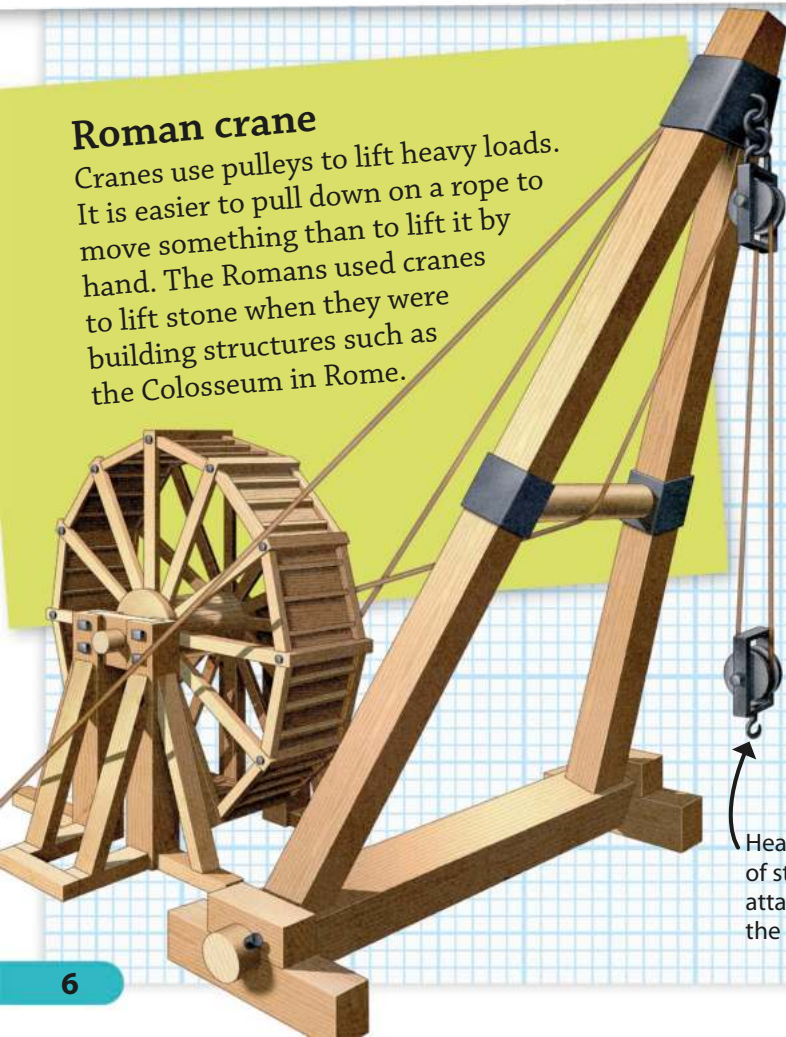 Roman crane
Cranes use pulleys to lift heavy loads.
It is easier to pull down on a rope to
move something than to lift it by
hand. The Romans used cranes
to lift stone when they were
building structures such as
the Colosseum in Rome.
of
the
6